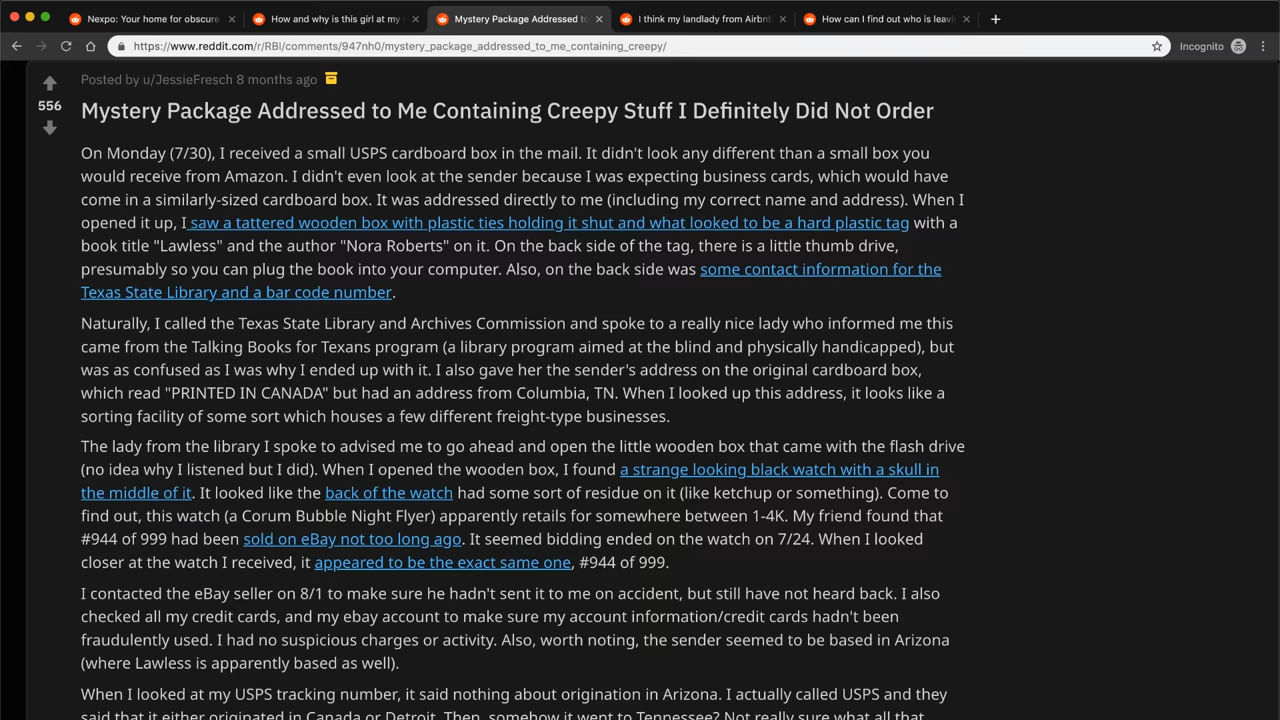 Nexpo: Your home for obscure
How and why is this girl at my
Mystery Package Addressed to
I think my landlady from Airbn
How can I find out who is leavi
https://www.reddit.com/r/RBI/comments/947nh0/mystery_package_addressed_to_me_containing_creepy/
Incognito
Posted by u/JessieFresch 8 months ago
556
Mystery Package Addressed to Me Containing Creepy Stuff I Definitely Did Not Order
On Monday (7/30), I received a small USPS cardboard box in the mail. It didn't look any different than a small box you
would receive from Amazon. I didn't even look at the sender because I was expecting business cards, which would have
come in a similarly-sized cardboard box. It was addressed directly to me (including my correct name and address). When I
opened it up, I saw a tattered wooden box with plastic ties holding it shut and what looked to be a hard plastic tag with a
book title "Lawless" and the author "Nora Roberts" on it. On the back side of the tag, there is a little thumb drive,
presumably so you can plug the book into your computer. Also, on the back side was some contact information for the
Texas State Library and a bar code number.
Naturally, I called the Texas State Library and Archives Commission and spoke to a really nice lady who informed me this
came from the Talking Books for Texans program (a library program aimed at the blind and physically handicapped), but
was as confused as I was why I ended up with it. I also gave her the sender's address on the original cardboard box,
which read "PRINTED IN CANADA" but had an address from Columbia, TN. When I looked up this address, it looks like a
sorting facility of some sort which houses a few different freight-type businesses.
The lady from the library I spoke to advised me to go ahead and open the little wooden box that came with the flash drive
(no idea why I listened but I did). When I opened the wooden box, I found a strange looking black watch with a skull in
the middle of it. It looked like the back of the watch had some sort of residue on it (like ketchup or something). Come to
find out, this watch (a Corum Bubble Night Flyer) apparently retails for somewhere between 1-4K. My friend found that
#944 of 999 had been sold on eBay not too long ago. It seemed bidding ended on the watch on 7/24. When I looked
closer at the watch I received, it appeared to be the exact same one, #944 of 999.
I contacted the eBay seller on 8/1 to make sure he hadn't sent it to me on accident, but still have not heard back. I also
checked all my credit cards, and my ebay account to make sure my account information/credit cards hadn't been
fraudulently used. I had no suspicious charges or activity. Also, worth noting, the sender seemed to be based in Arizona
(where Lawless is apparently based as well).
When I looked at my USPS tracking number, it said nothing about origination in Arizona. I actually called USPS and they
said that it either originated in Canada or Detroit. Then, somehow it went to Tennessee? Not really sure what all that